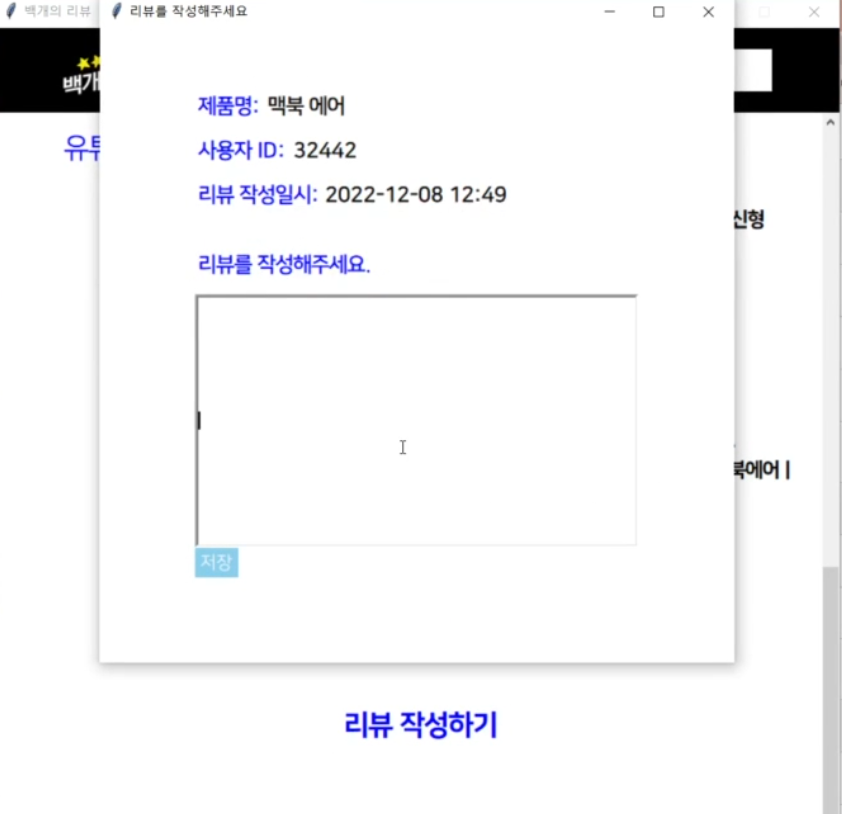 백개의 리뷰
리뷰를 작성해주세요
백개
제품명: 맥북 에어
사용자 ID: 32442
리뷰 작성일시: 2022-12-08 12:49
신형
리뷰를 작성해주세요.
북에어 |
저장
리뷰 작성하기